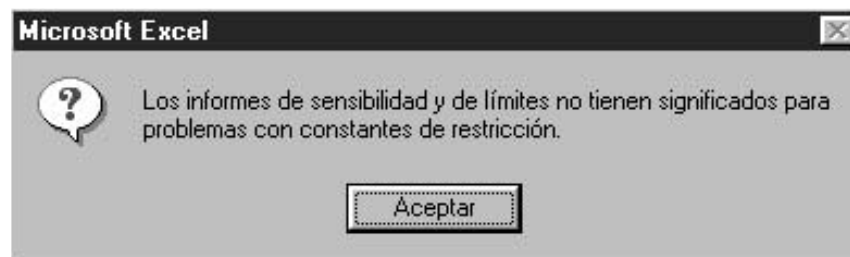 Microsoft Excel
Los informes de sensibilidad y de límites no tienen significados para
problemas con constantes de restricción.
Aceptar